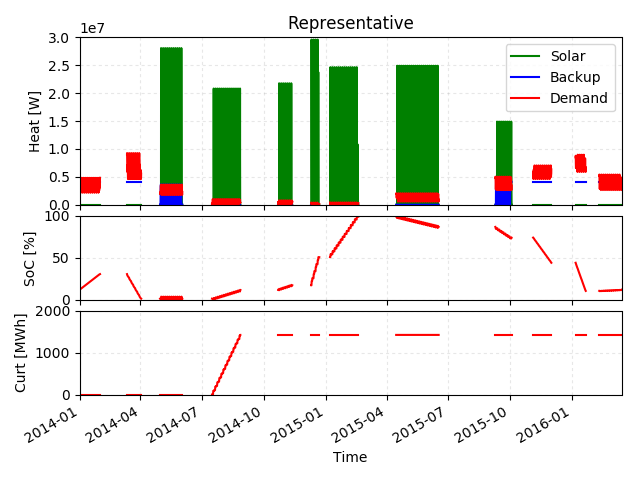 Representative
1e7
3.0
2.5
2.0
1.5
1.0
0.5
0.0
Heat [W]
Solar
Backup
Demand
100
50
0
SoC [%]
2000
1000
0
Curt [MWh]
2014-01
2014-04
2014-07
2014-10
2015-01
2015-04
2015-07
2015-10
2016-01
Time